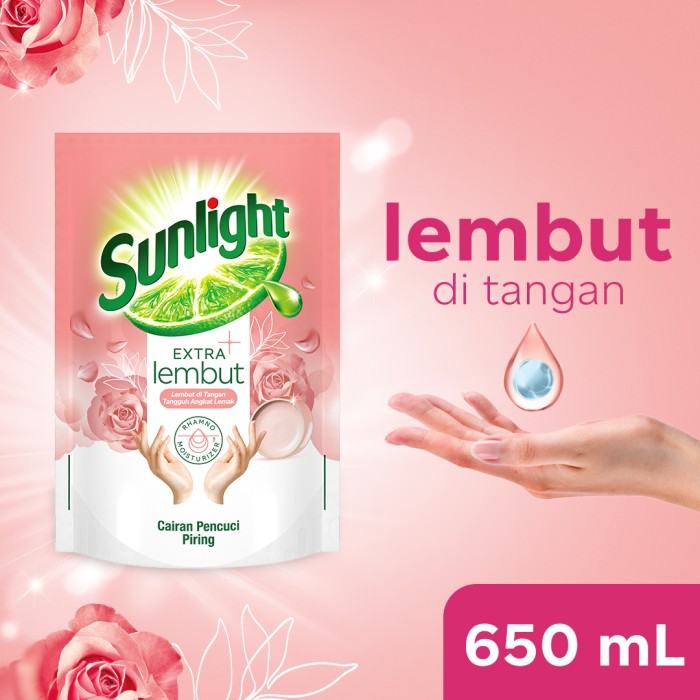 Sunlight
EXTRA
lembut
Lembut di Tangan
Tangguh Angkat Lemak
RHAMNO
MOISTURIZER
Cairan Pencuci
Piring
lembut
di tangan
650 mL